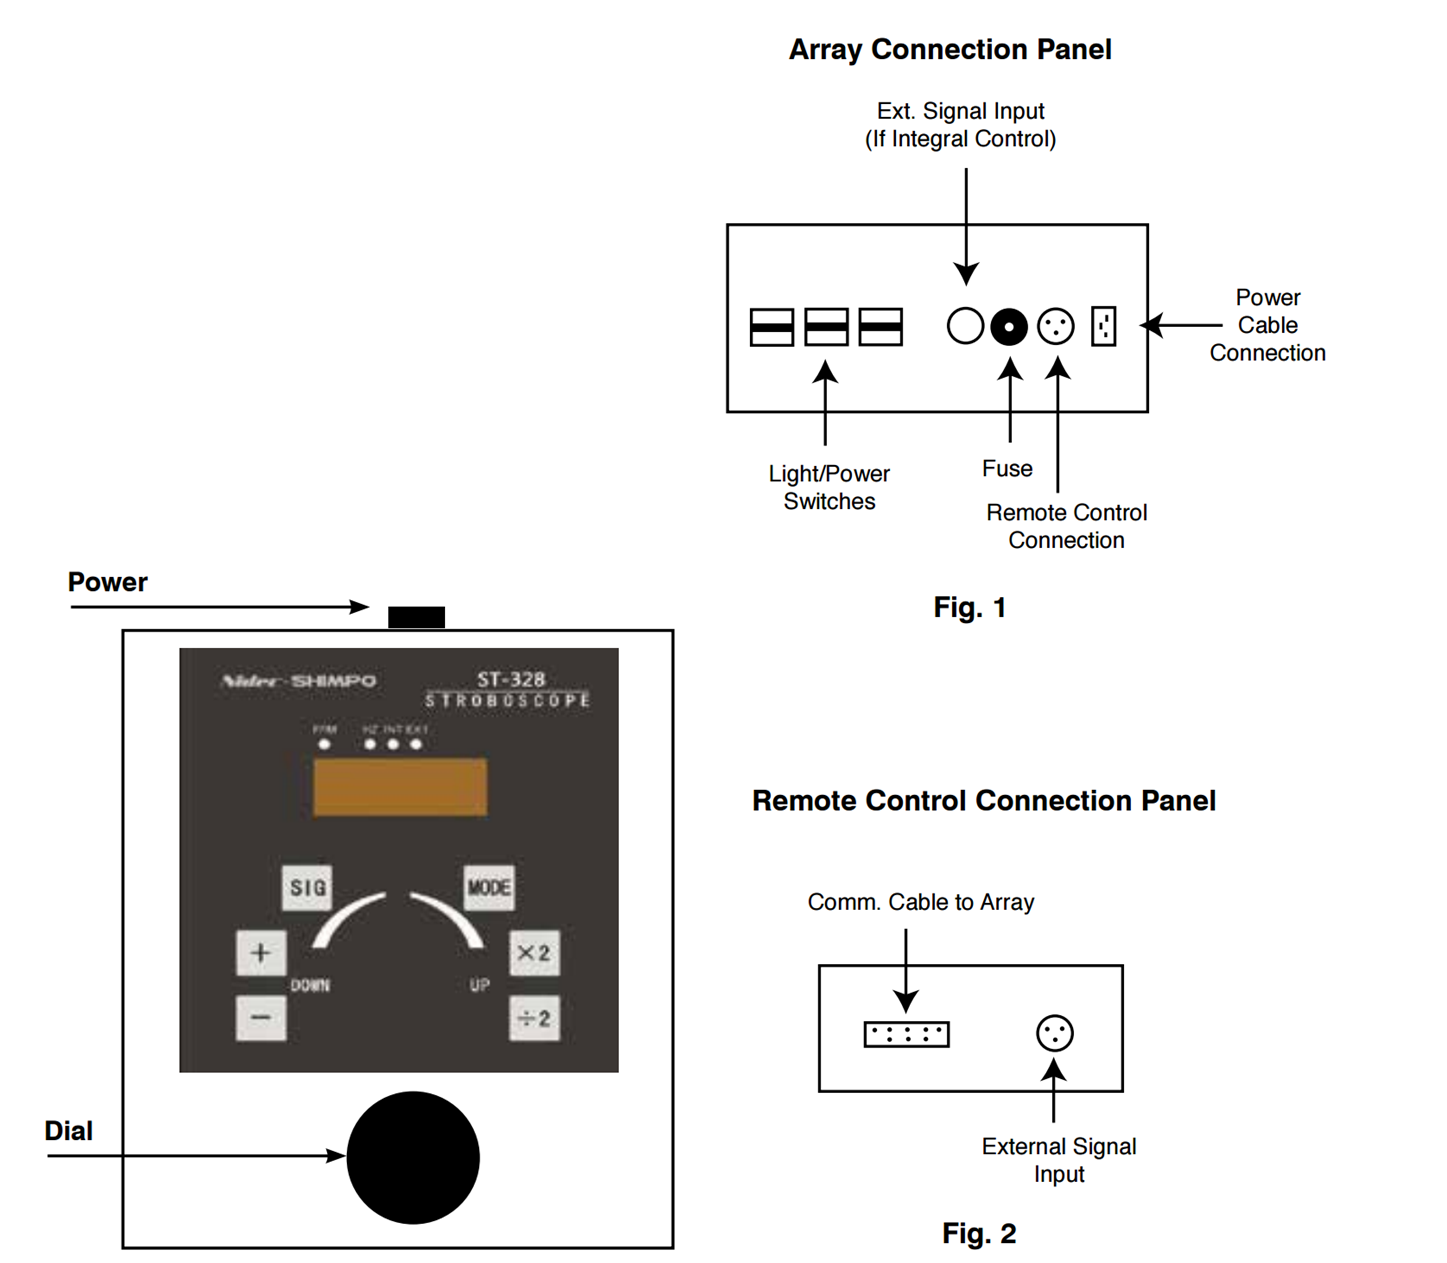 Array Connection Panel
Ext. Signal Input
(If Integral Control)
Power
Cable
Connection
Light/Power
Switches
Fuse
Remote Control
Connection
Fig. 1
Power
Nidec-SHIMPO
ST-328
STROBOSCOPE
FPM HZ INT EXT
SIG
MODE
+
×2
DOWN
UP
−
÷2
Dial
Remote Control Connection Panel
Comm. Cable to Array
External Signal
Input
Fig. 2